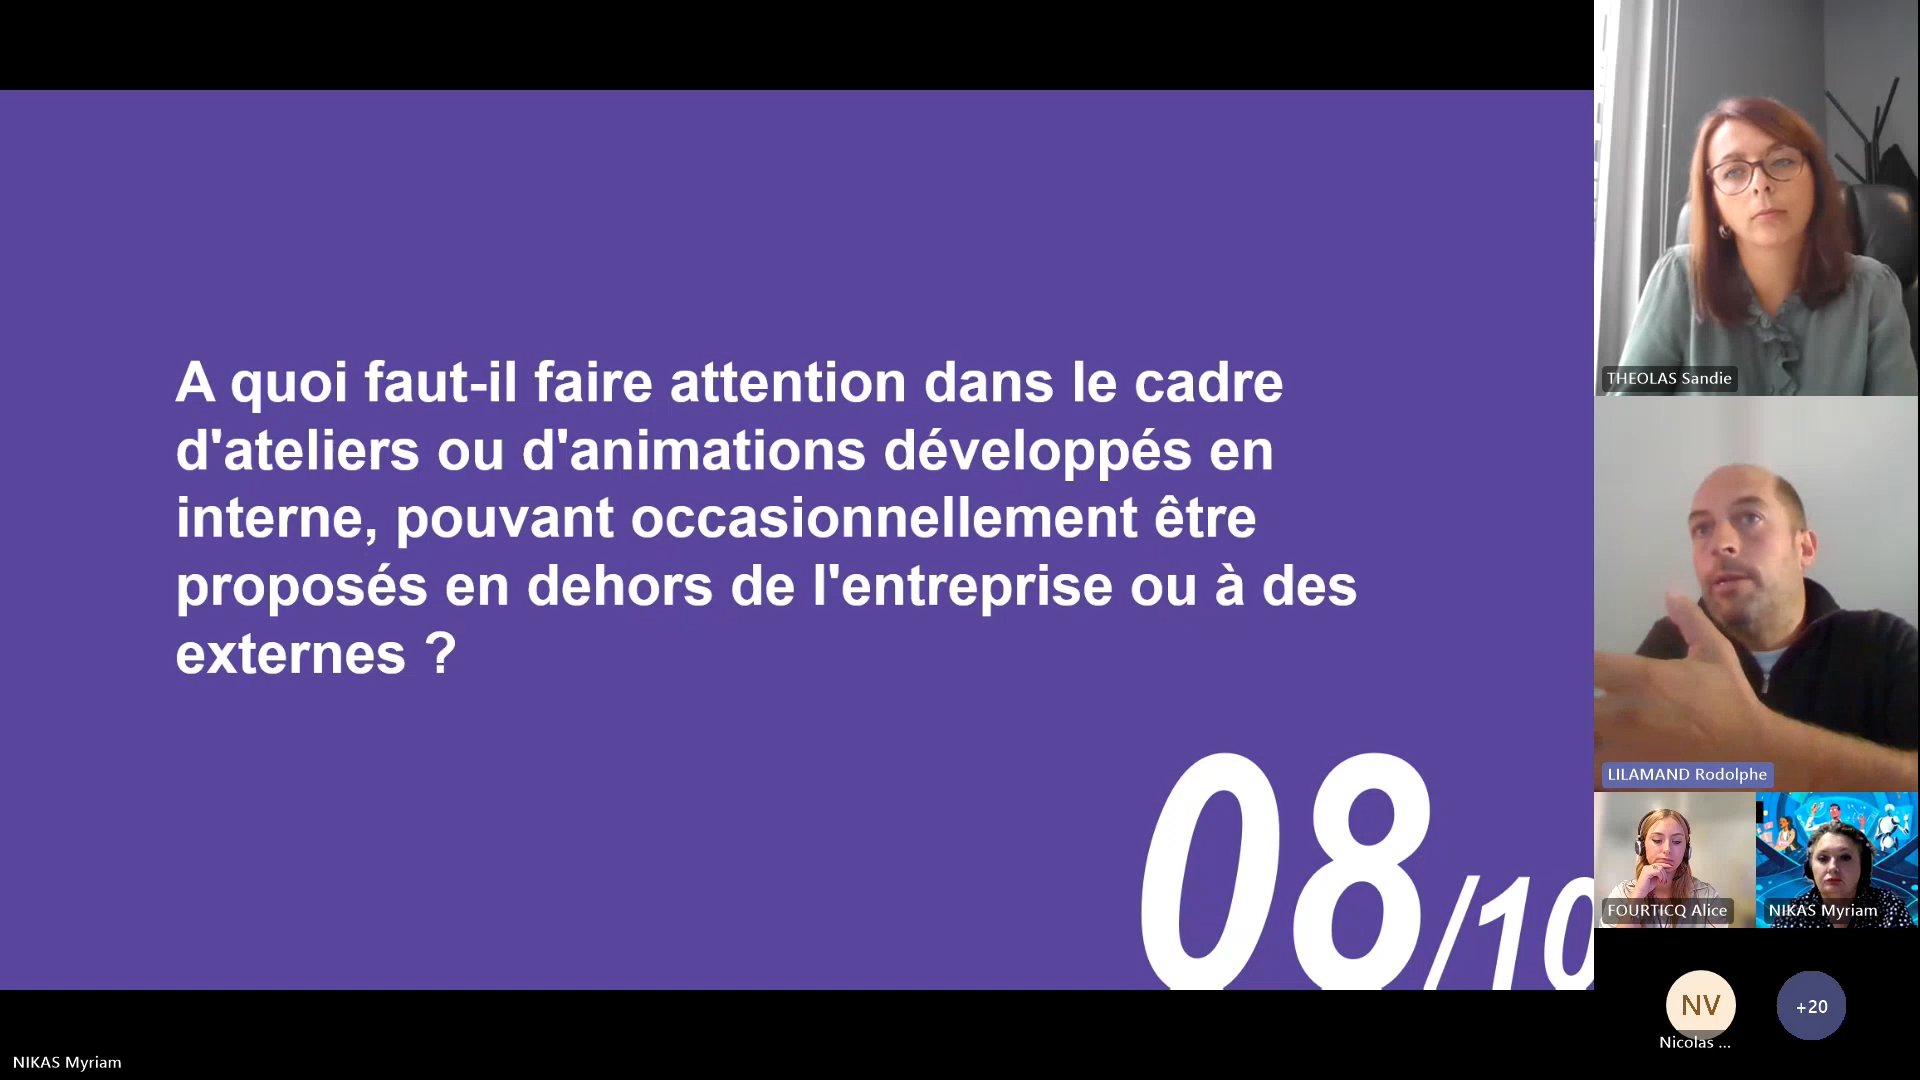 A quoi faut-il faire attention dans le cadre
d'ateliers ou d'animations développés en
interne, pouvant occasionnellement être
proposés en dehors de l'entreprise ou à des
externes ?
08/10
THEOLAS Sandie
LILAMAND Rodolphe
FOURTICQ Alice
NIKAS Myriam
NV
Nicolas ...
+20
NIKAS Myriam